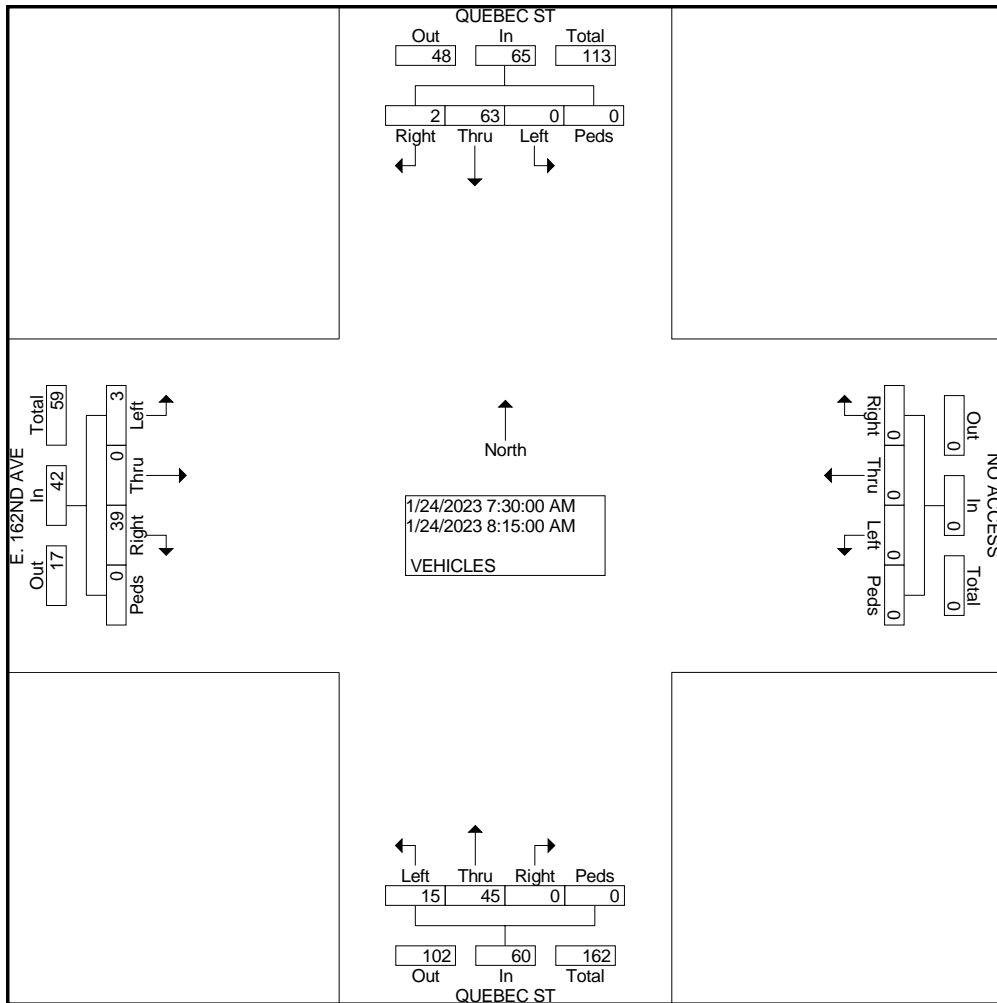 QUEBEC ST
Out In Total
48 65 113
2 63 0 0
Right Thru Left Peds
E. 162ND AVE
Total In Out
59 42 17
3 0 39 0
Left Thru Right Peds
North
1/24/2023 7:30:00 AM
1/24/2023 8:15:00 AM
VEHICLES
Right Thru Left Peds
0 0 0 0
Out In Total
0 0 0
NO ACCESS
Left Thru Right Peds
15 45 0 0
102 60 162
Out In Total
QUEBEC ST